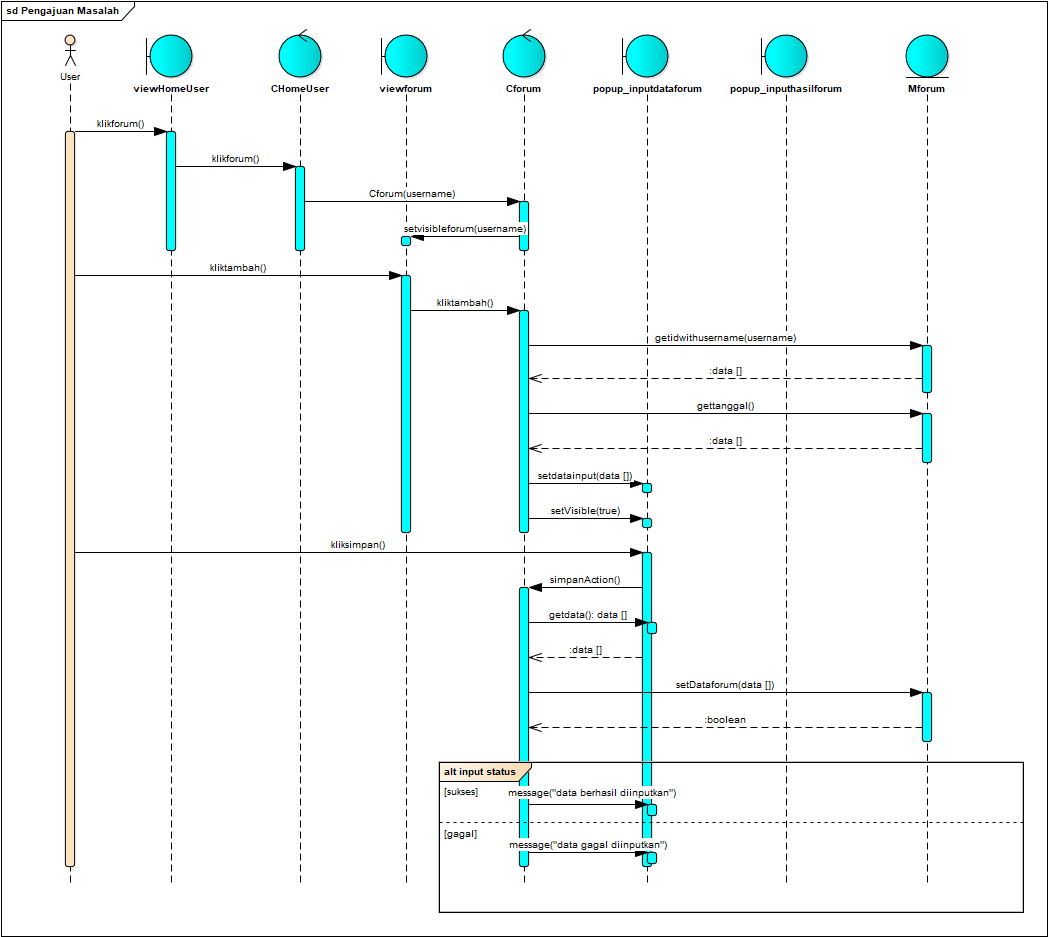 sd Pengajuan Masalah
User
viewHomeUser
CHomeUser
viewforum
Cforum
popup_inputdataforum
popup_inputhasilforum
Mforum
klikforum()
klikforum()
Cforum(username)
setvisibleforum(username)
kliktambah()
kliktambah()
getidwithusername(username)
:data []
gettanggal()
:data []
setdatainput(data [])
setVisible(true)
kliksimpan()
simpanAction()
getdata(): data []
:data []
setDataforum(data [])
:boolean
alt input status
[sukses]
message("data berhasil diinputkan")
[gagal]
message("data gagal diinputkan")